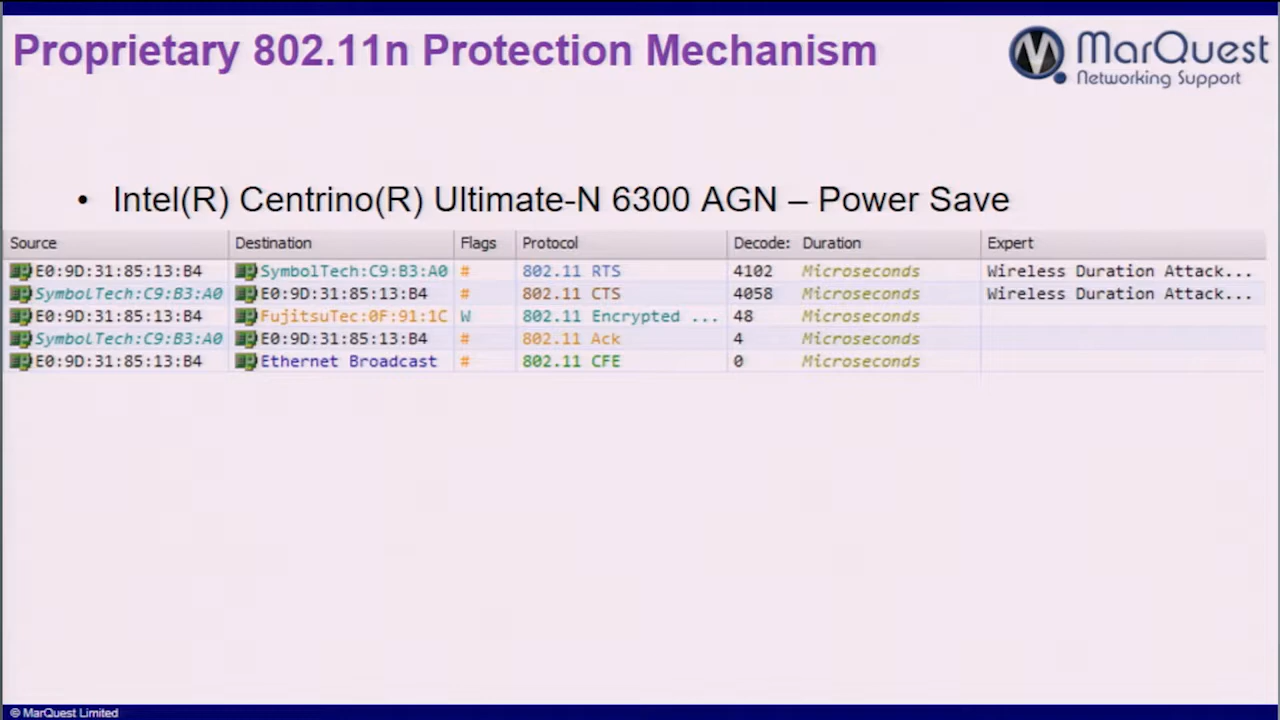 Proprietary 802.11n Protection Mechanism
MarQuest
Networking Support
• Intel(R) Centrino(R) Ultimate-N 6300 AGN – Power Save
Source Destination Flags Protocol Decode: Duration Expert
E0:9D:31:85:13:B4 SymbolTech:C9:B3:A0 # 802.11 RTS 4102 Microseconds Wireless Duration Attack...
SymbolTech:C9:B3:A0 E0:9D:31:85:13:B4 # 802.11 CTS 4058 Microseconds Wireless Duration Attack...
E0:9D:31:85:13:B4 FujitsuTec:0F:91:1C W 802.11 Encrypted ... 48 Microseconds
SymbolTech:C9:B3:A0 E0:9D:31:85:13:B4 # 802.11 Ack 4 Microseconds
E0:9D:31:85:13:B4 Ethernet Broadcast # 802.11 CFE 0 Microseconds
© MarQuest Limited